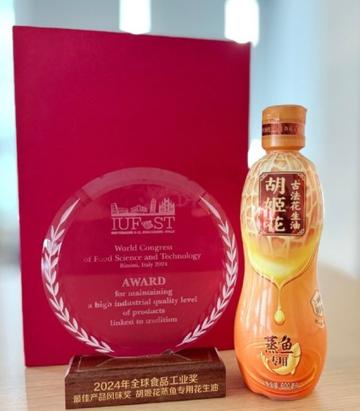 IUFoST
World Congress
of Food Science and Technology
Rimini, Italy 2024
AWARD
for maintaining
a high industrial quality level
of products
linked to tradition
2024年全球食品工业奖
最佳产品风味奖 胡姬花蒸鱼专用花生油
胡姬花
古法花生油
蒸鱼
专用